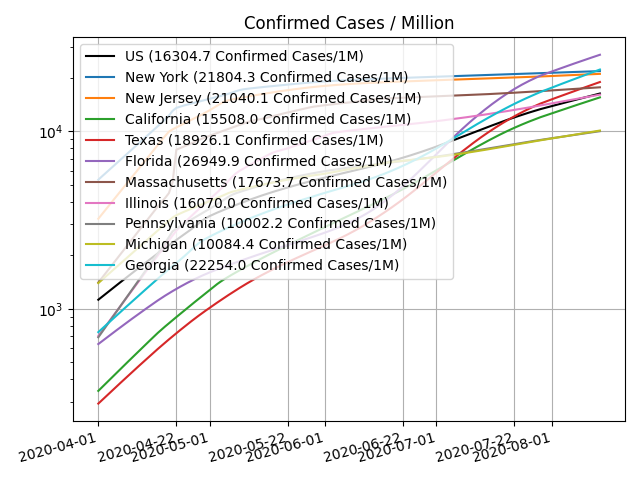 Confirmed Cases / Million
US (16304.7 Confirmed Cases/1M)
New York (21804.3 Confirmed Cases/1M)
New Jersey (21040.1 Confirmed Cases/1M)
California (15508.0 Confirmed Cases/1M)
Texas (18926.1 Confirmed Cases/1M)
Florida (26949.9 Confirmed Cases/1M)
Massachusetts (17673.7 Confirmed Cases/1M)
Illinois (16070.0 Confirmed Cases/1M)
Pennsylvania (10002.2 Confirmed Cases/1M)
Michigan (10084.4 Confirmed Cases/1M)
Georgia (22254.0 Confirmed Cases/1M)
10⁴
10³
2020-04-01 2020-04-22 2020-05-01 2020-05-22 2020-06-01 2020-06-22 2020-07-01 2020-07-22 2020-08-01